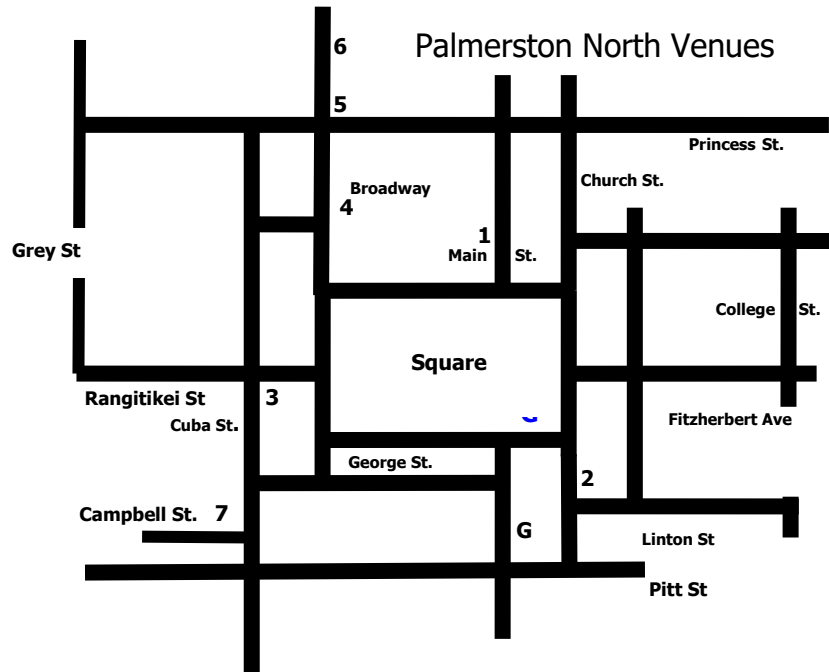 6
Palmerston North Venues
5
Princess St.
Church St.
Broadway
4
1
Grey St
Main St.
College St.
Square
Rangitikei St
3
Cuba St.
Fitzherbert Ave
George St.
2
Campbell St. 7
G
Linton St
Pitt St